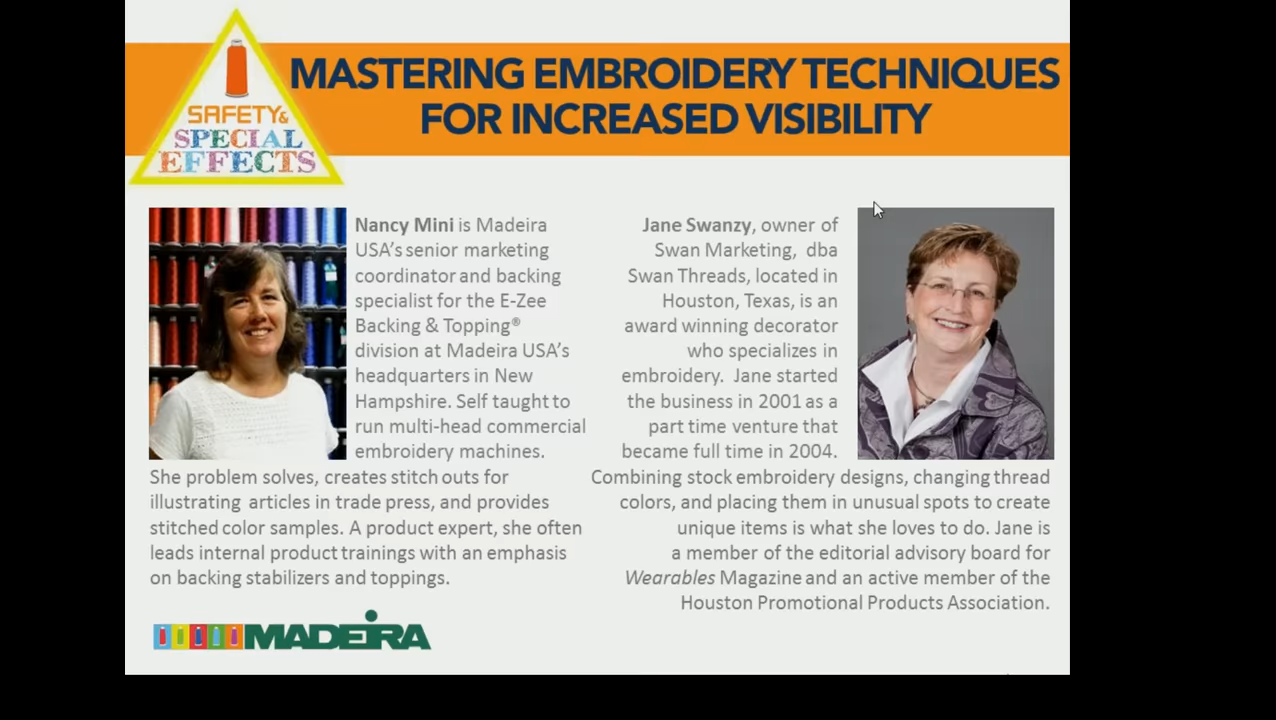 MASTERING EMBROIDERY TECHNIQUES
FOR INCREASED VISIBILITY
SAFETY&
SPECIAL
EFFECTS
Nancy Mini is Madeira
USA's senior marketing
coordinator and backing
specialist for the E-Zee
Backing & Topping®
division at Madeira USA's
headquarters in New
Hampshire. Self taught to
run multi-head commercial
embroidery machines.
She problem solves, creates stitch outs for
illustrating articles in trade press, and provides
stitched color samples. A product expert, she often
leads internal product trainings with an emphasis
on backing stabilizers and toppings.
Jane Swanzy, owner of
Swan Marketing, dba
Swan Threads, located in
Houston, Texas, is an
award winning decorator
who specializes in
embroidery. Jane started
the business in 2001 as a
part time venture that
became full time in 2004.
Combining stock embroidery designs, changing thread
colors, and placing them in unusual spots to create
unique items is what she loves to do. Jane is
a member of the editorial advisory board for
Wearables Magazine and an active member of the
Houston Promotional Products Association.
MADEIRA